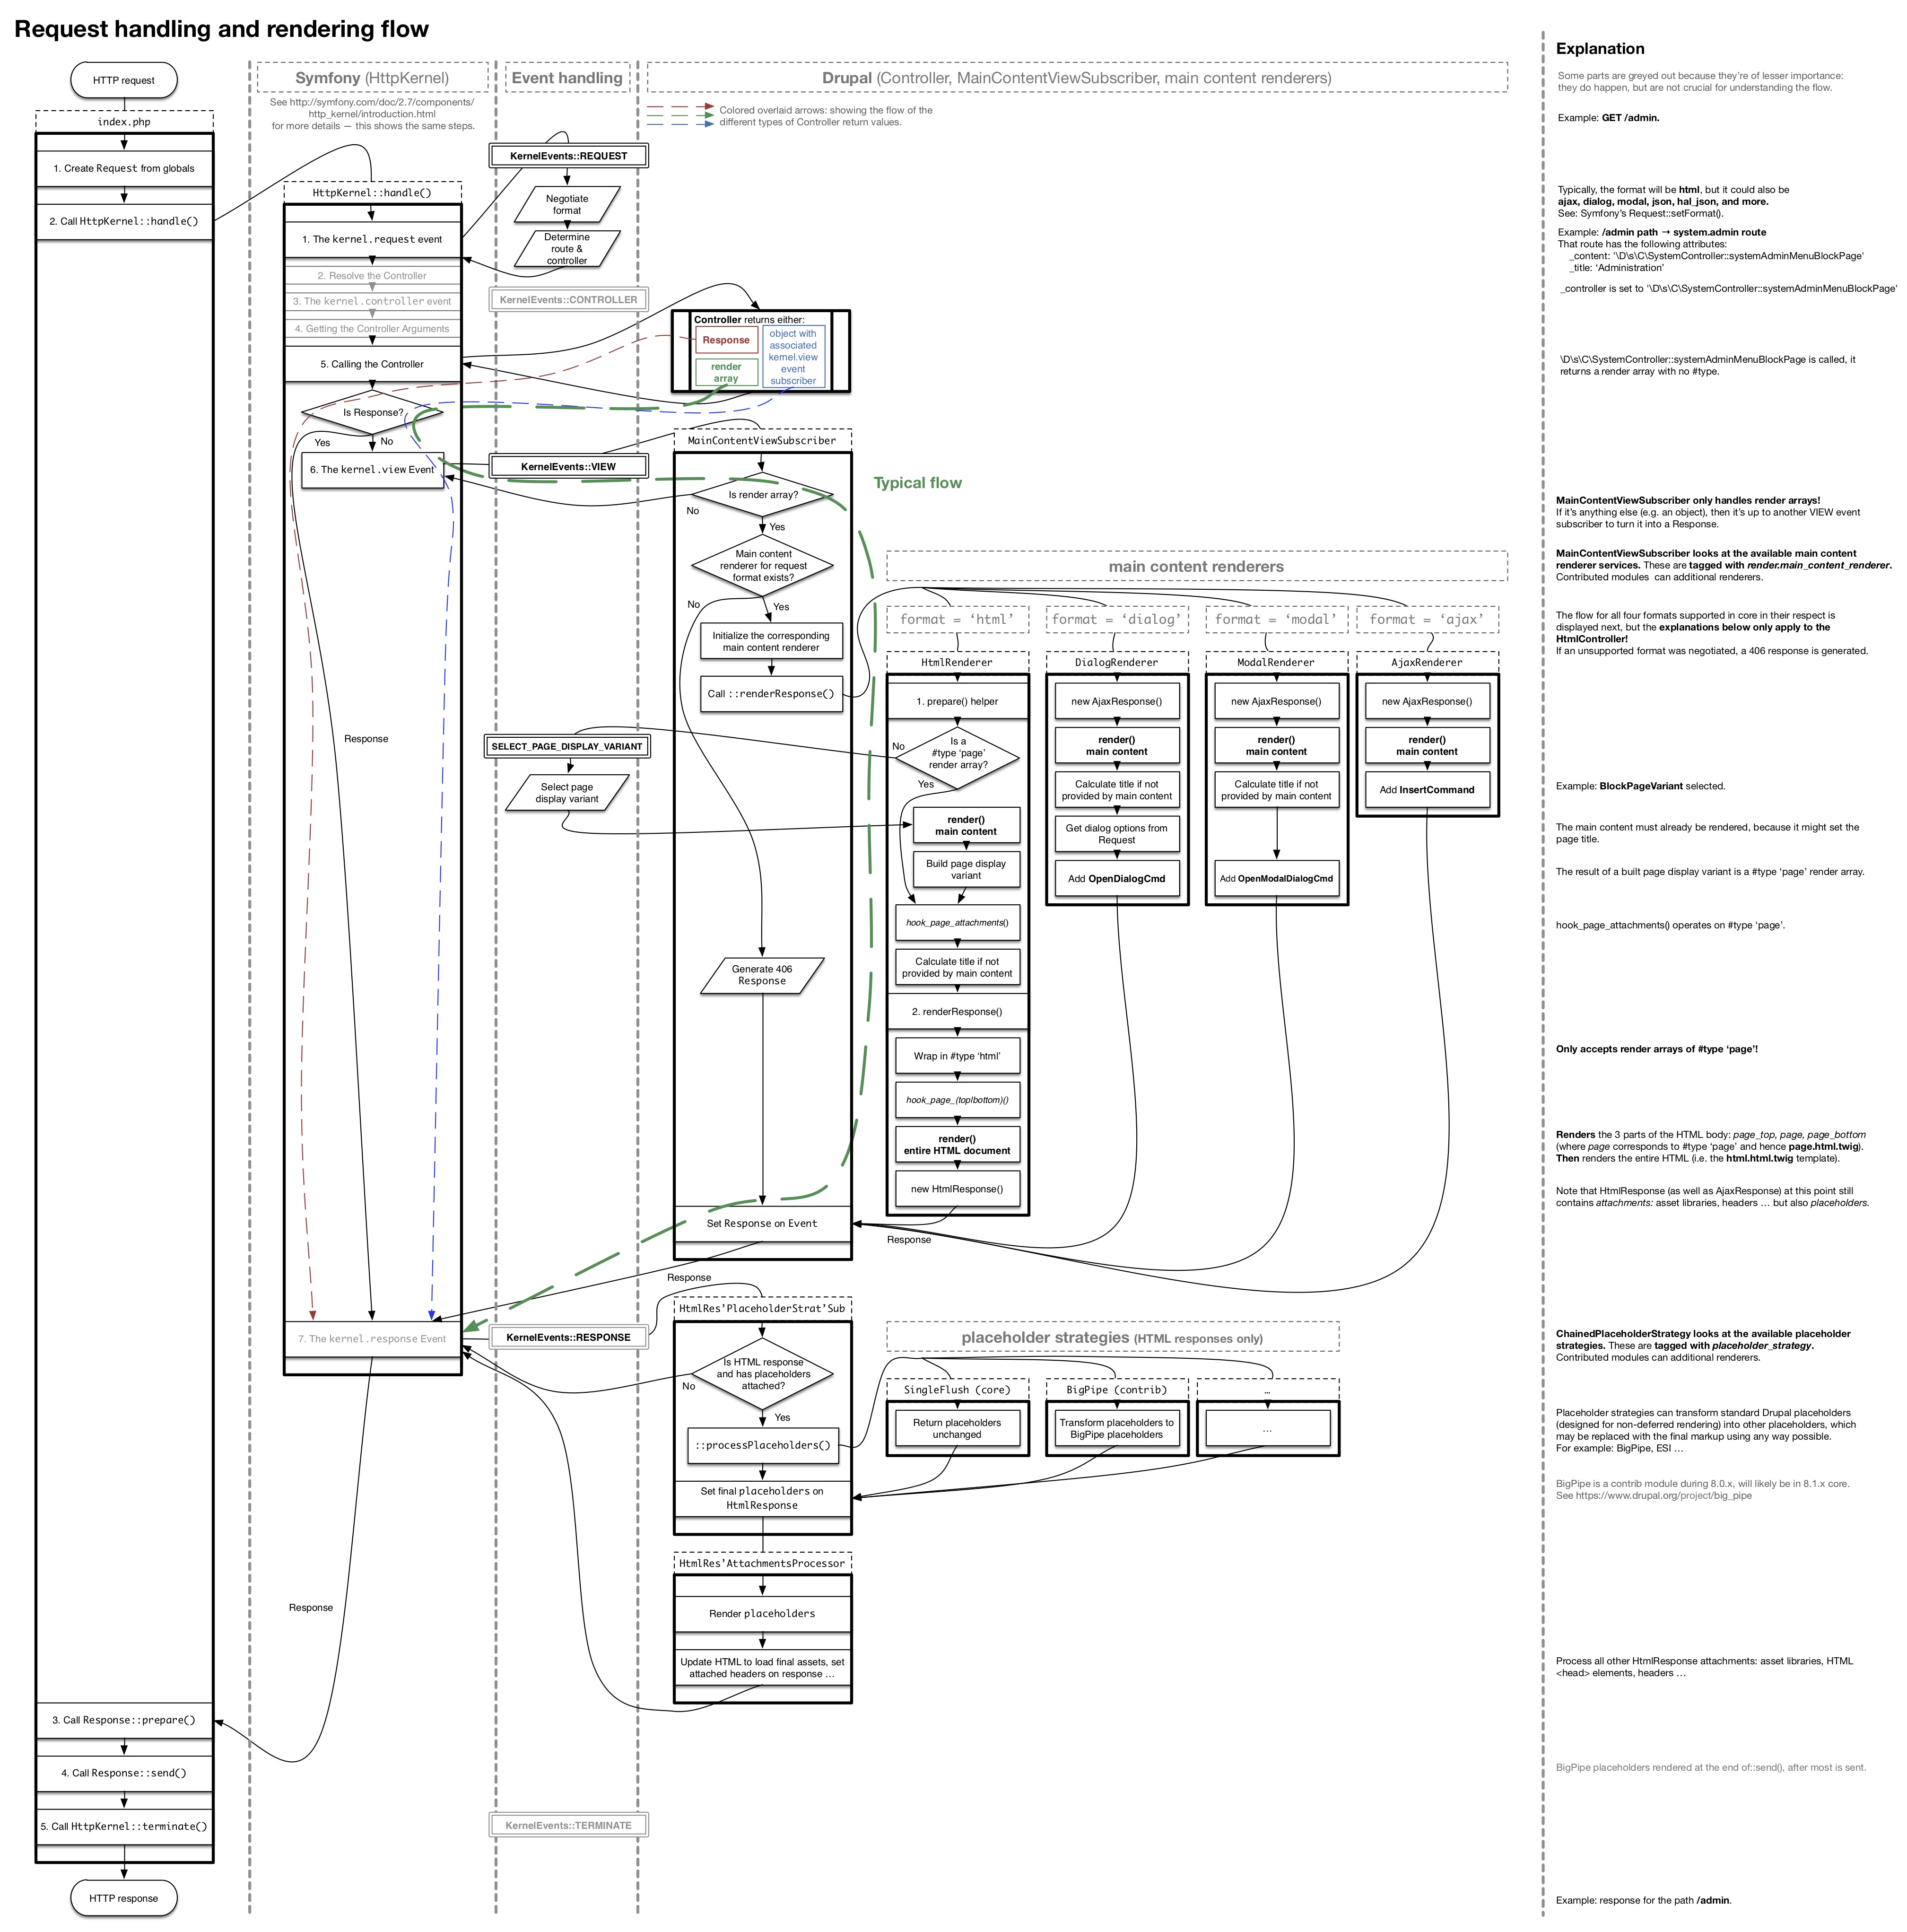 Request handling and rendering flow
HTTP request
index.php
1. Create Request from globals
2. Call HttpKernel::handle()
3. Call Response::prepare()
4. Call Response::send()
5. Call HttpKernel::terminate()
HTTP response
Symfony (HttpKernel)
See http://symfony.com/doc/2.7/components/
http_kernel/introduction.html
for more details — this shows the same steps.
HttpKernel::handle()
1. The kernel.request event
2. Resolve the Controller
3. The kernel.controller event
4. Getting the Controller Arguments
5. Calling the Controller
Is Response?
Yes
No
6. The kernel.view Event
Response
7. The kernel.response Event
Response
Event handling
KernelEvents::REQUEST
Negotiate
format
Determine
route &
controller
KernelEvents::CONTROLLER
KernelEvents::VIEW
SELECT_PAGE_DISPLAY_VARIANT
Select page
display variant
KernelEvents::RESPONSE
KernelEvents::TERMINATE
Drupal (Controller, MainContentViewSubscriber, main content renderers)
Colored overlaid arrows: showing the flow of the
different types of Controller return values.
Controller returns either:
Response
render
array
object with
associated
kernel.view
event
subscriber
MainContentViewSubscriber
Is render array?
No
Yes
Main content
renderer for request
format exists?
No
Yes
Initialize the corresponding
main content renderer
Call ::renderResponse()
Generate 406
Response
Set Response on Event
Response
Response
Typical flow
main content renderers
format = ‘html’
HtmlRenderer
1. prepare() helper
Is a
#type ‘page’
render array?
No
Yes
render()
main content
Build page display
variant
hook_page_attachments()
Calculate title if not
provided by main content
2. renderResponse()
Wrap in #type ‘html’
hook_page_(top|bottom)()
render()
entire HTML document
new HtmlResponse()
format = ‘dialog’
DialogRenderer
new AjaxResponse()
render()
main content
Calculate title if not
provided by main content
Get dialog options from
Request
Add OpenDialogCmd
format = ‘modal’
ModalRenderer
new AjaxResponse()
render()
main content
Calculate title if not
provided by main content
Add OpenModalDialogCmd
format = ‘ajax’
AjaxRenderer
new AjaxResponse()
render()
main content
Add InsertCommand
HtmlRes’PlaceholderStrat’Sub
Is HTML response
and has placeholders
attached?
No
Yes
::processPlaceholders()
Set final placeholders on
HtmlResponse
placeholder strategies (HTML responses only)
SingleFlush (core)
Return placeholders
unchanged
BigPipe (contrib)
Transform placeholders to
BigPipe placeholders
…
…
HtmlRes’AttachmentsProcessor
Render placeholders
Update HTML to load final assets, set
attached headers on response …
Explanation
Some parts are greyed out because they’re of lesser importance:
they do happen, but are not crucial for understanding the flow.
Example: GET /admin.
Typically, the format will be html, but it could also be
ajax, dialog, modal, json, hal_json, and more.
See: Symfony’s Request::setFormat().
Example: /admin path → system.admin route
That route has the following attributes:
_content: '\D\s\C\SystemController::systemAdminMenuBlockPage'
_title: ‘Administration’
_controller is set to '\D\s\C\SystemController::systemAdminMenuBlockPage'
\D\s\C\SystemController::systemAdminMenuBlockPage is called, it
returns a render array with no #type.
MainContentViewSubscriber only handles render arrays!
If it’s anything else (e.g. an object), then it’s up to another VIEW event
subscriber to turn it into a Response.
MainContentViewSubscriber looks at the available main content
renderer services. These are tagged with render.main_content_renderer.
Contributed modules can additional renderers.
The flow for all four formats supported in core in their respect is
displayed next, but the explanations below only apply to the
HtmlController!
If an unsupported format was negotiated, a 406 response is generated.
Example: BlockPageVariant selected.
The main content must already be rendered, because it might set the
page title.
The result of a built page display variant is a #type ‘page’ render array.
hook_page_attachments() operates on #type ‘page’.
Only accepts render arrays of #type ‘page’!
Renders the 3 parts of the HTML body: page_top, page, page_bottom
(where page corresponds to #type ‘page’ and hence page.html.twig).
Then renders the entire HTML (i.e. the html.html.twig template).
Note that HtmlResponse (as well as AjaxResponse) at this point still
contains attachments: asset libraries, headers … but also placeholders.
ChainedPlaceholderStrategy looks at the available placeholder
strategies. These are tagged with placeholder_strategy.
Contributed modules can additional renderers.
Placeholder strategies can transform standard Drupal placeholders
(designed for non-deferred rendering) into other placeholders, which
may be replaced with the final markup using any way possible.
For example: BigPipe, ESI …
BigPipe is a contrib module during 8.0.x, will likely be in 8.1.x core.
See https://www.drupal.org/project/big_pipe
Process all other HtmlResponse attachments: asset libraries, HTML
<head> elements, headers …
BigPipe placeholders rendered at the end of::send(), after most is sent.
Example: response for the path /admin.